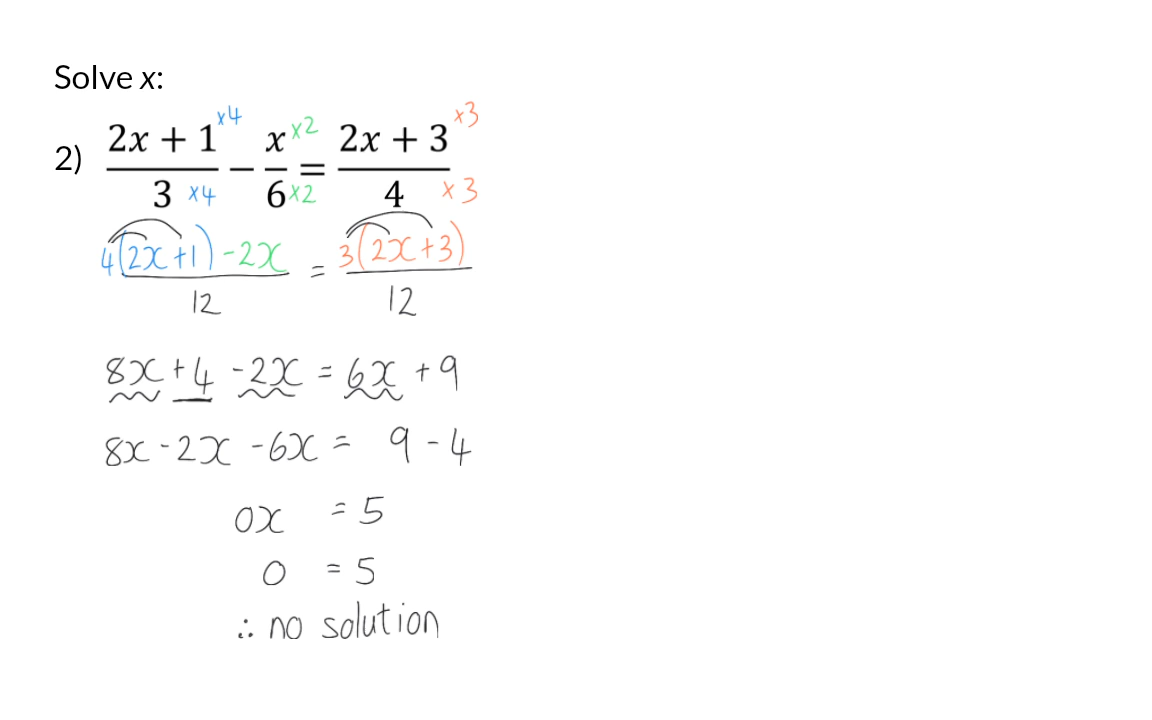 Solve x:
2) (2x + 1)/3 − x/6 = (2x + 3)/4
×4 ×2 ×3
×4 ×2 ×3
4(2x+1) -2x = 3(2x+3)
12 12
8x + 4 - 2x = 6x + 9
8x - 2x - 6x = 9 - 4
0x = 5
0 = 5
∴ no solution